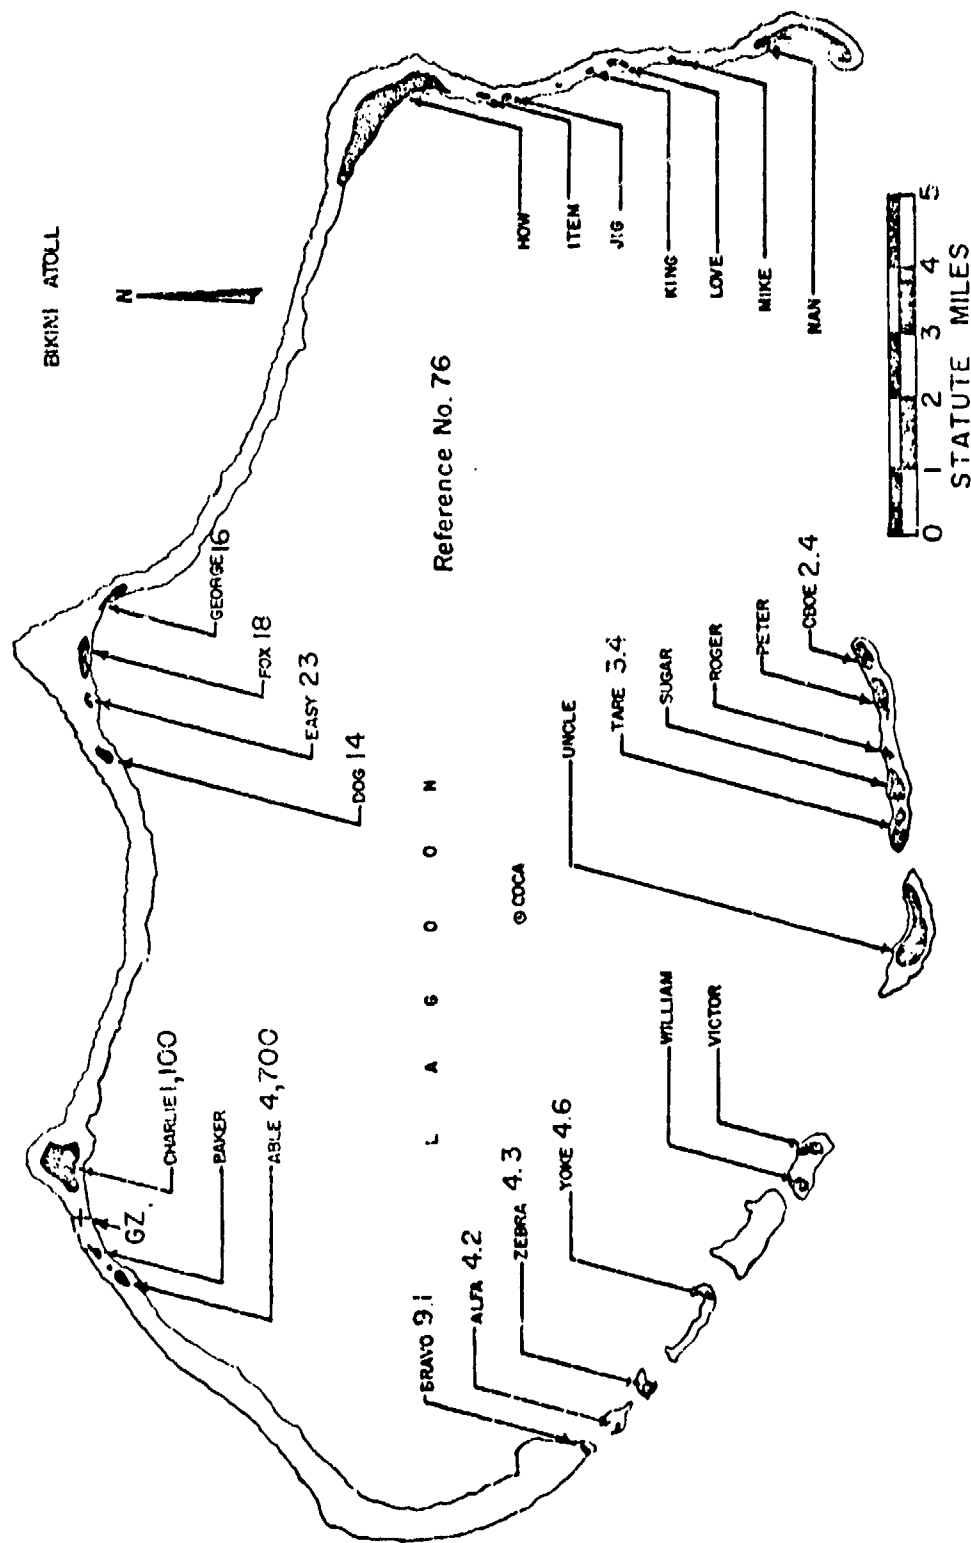 BIKINI ATOLL
N
GEORGE 16
FOX 18
EASY 23
DOG 14
CHARLIE 1,100
BAKER
ABLE 4,700
GZ.
HOW
ITEM
JIG
KING
LOVE
MIKE
NAN
Reference No. 76
LAGOON
COCA
BRAVO 9.1
ALFA 4.2
ZEBRA 4.3
YOKE 4.6
WILLIAM
VICTOR
UNCLE
TARE 3.4
SUGAR
ROGER
PETER
OBOE 2.4
0 1 2 3 4 5
STATUTE MILES